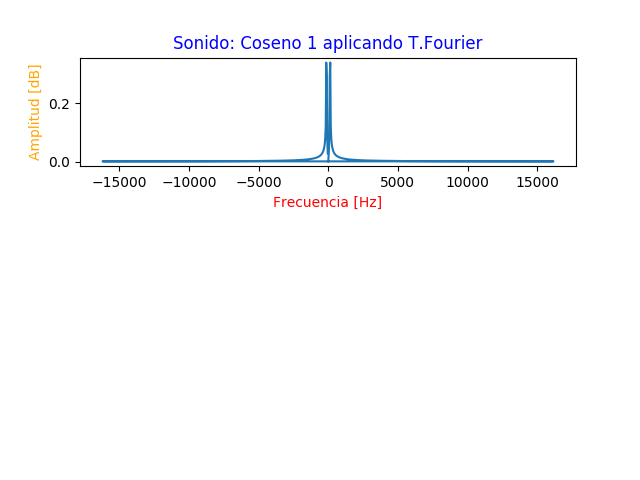 Sonido: Coseno 1 aplicando T.Fourier
Amplitud [dB]
0.2
0.0
−15000 −10000 −5000 0 5000 10000 15000
Frecuencia [Hz]